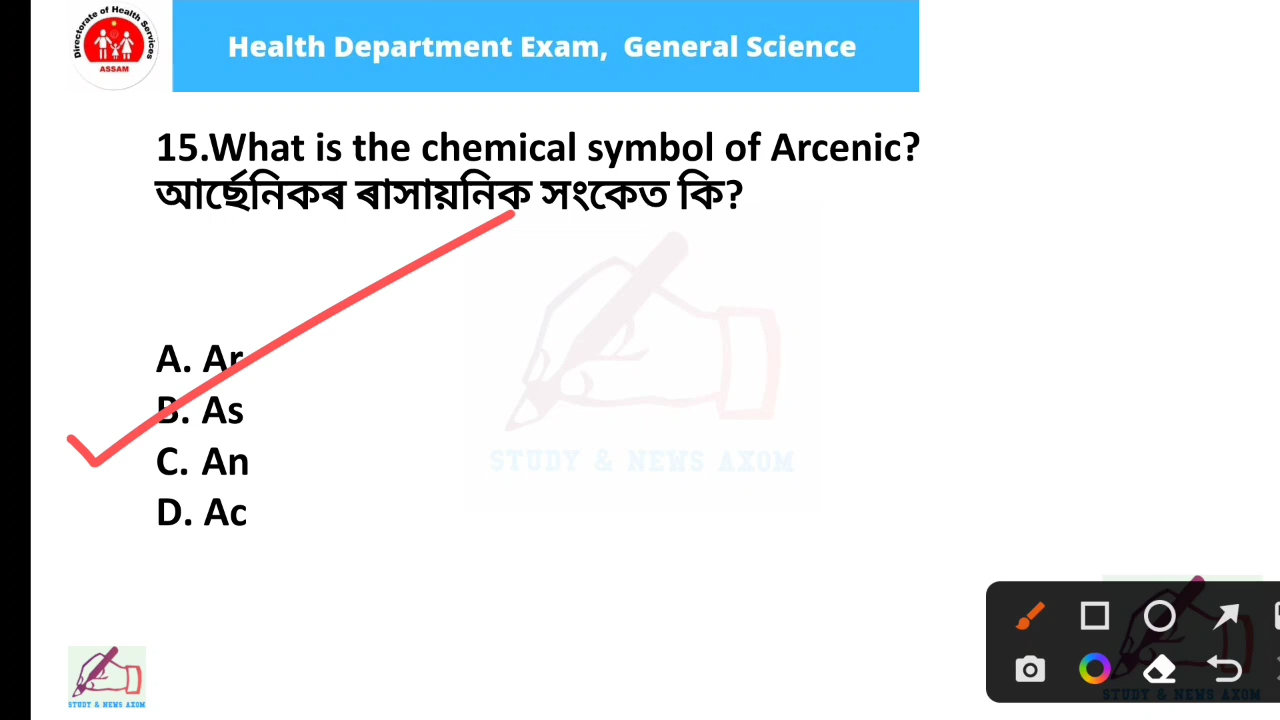 Directorate of Health Services
ASSAM
Health Department Exam, General Science
15.What is the chemical symbol of Arcenic?
আৰ্ছেনিকৰ ৰাসায়নিক সংকেত কি?
A. Ar
B. As
C. An
D. Ac
STUDY & NEWS AXOM
STUDY & NEWS AXOM
STUDY & NEWS AXOM